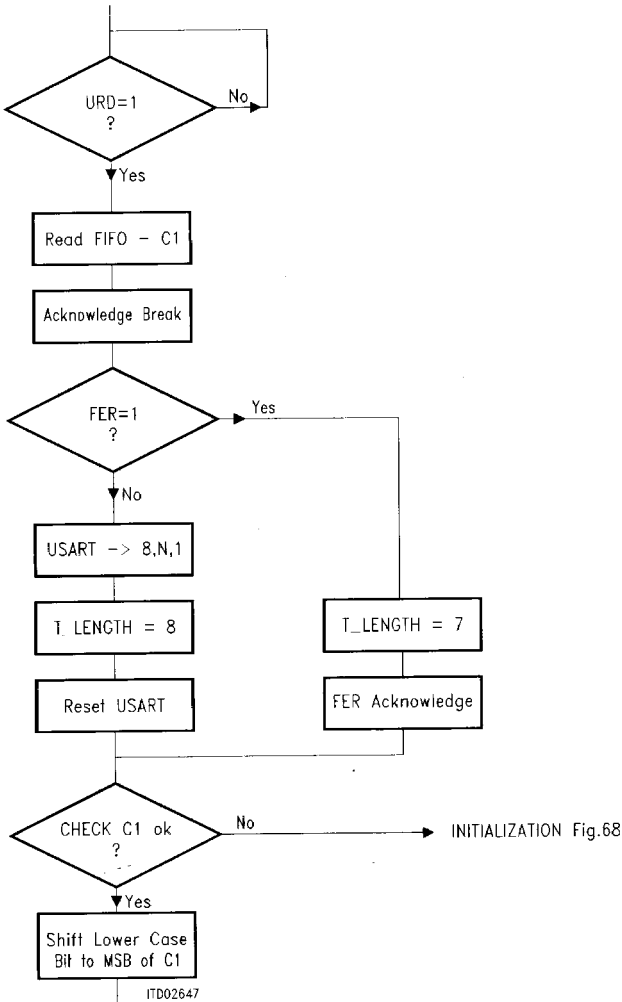 URD=1
?
No
Yes
Read FIFO - C1
Acknowledge Break
FER=1
?
Yes
No
USART -> 8,N,1
T_LENGTH = 8
T_LENGTH = 7
Reset USART
FER Acknowledge
CHECK C1 ok
?
No
INITIALIZATION Fig.68
Yes
Shift Lower Case
Bit to MSB of C1
ITD02647